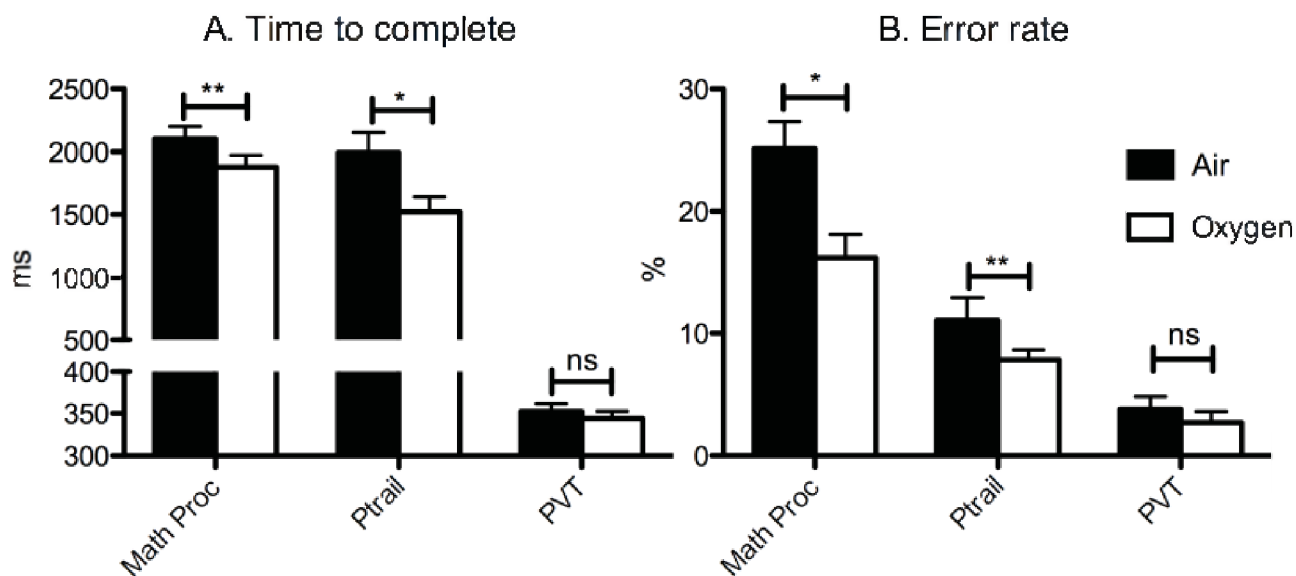 A. Time to complete
2500
2000
1500
1000
500
400
350
300
ms
**
*
ns
Math Proc
Ptrail
PVT
B. Error rate
30
20
10
0
%
*
**
ns
Math Proc
Ptrail
PVT
Air
Oxygen